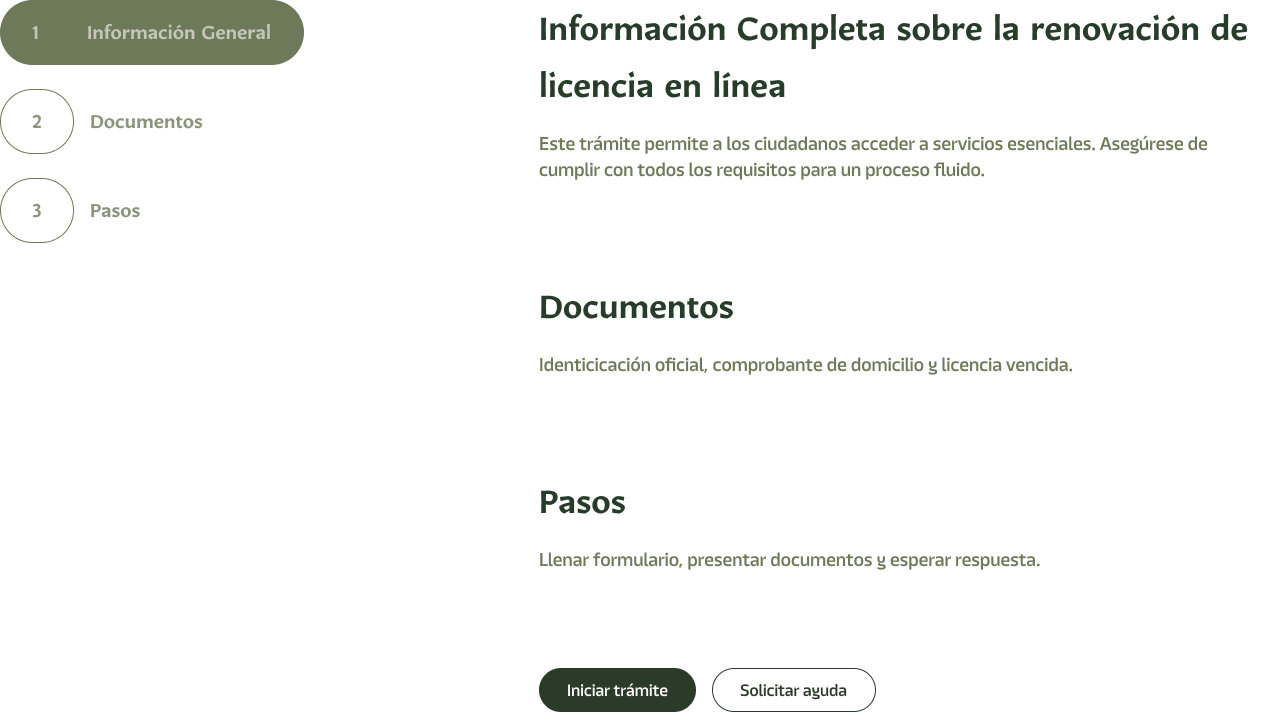 1 Información General
2 Documentos
3 Pasos
Información Completa sobre la renovación de
licencia en línea
Este trámite permite a los ciudadanos acceder a servicios esenciales. Asegúrese de
cumplir con todos los requisitos para un proceso fluido.
Documentos
Identicicación oficial, comprobante de domicilio y licencia vencida.
Pasos
Llenar formulario, presentar documentos y esperar respuesta.
Iniciar trámite Solicitar ayuda